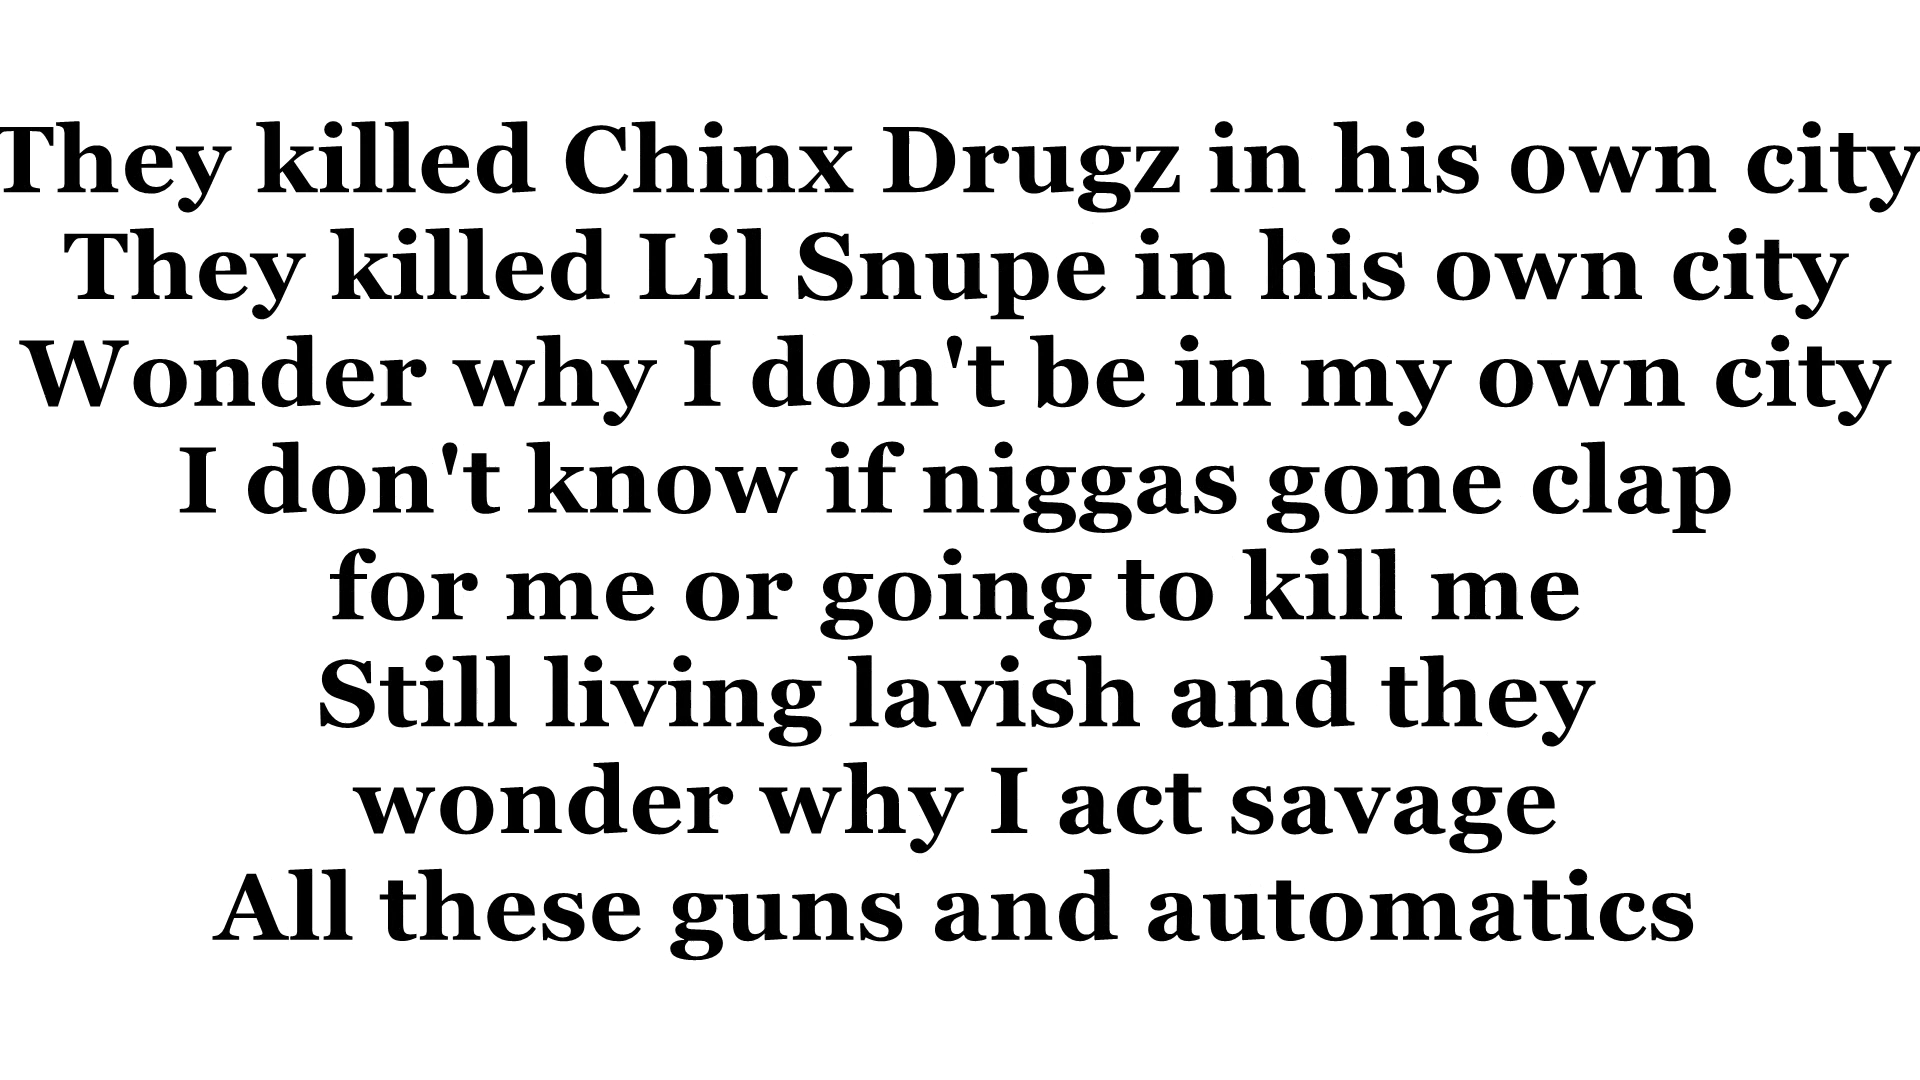 They killed Chinx Drugz in his own city
They killed Lil Snupe in his own city
Wonder why I don't be in my own city
I don't know if niggas gone clap
for me or going to kill me
Still living lavish and they
wonder why I act savage
All these guns and automatics